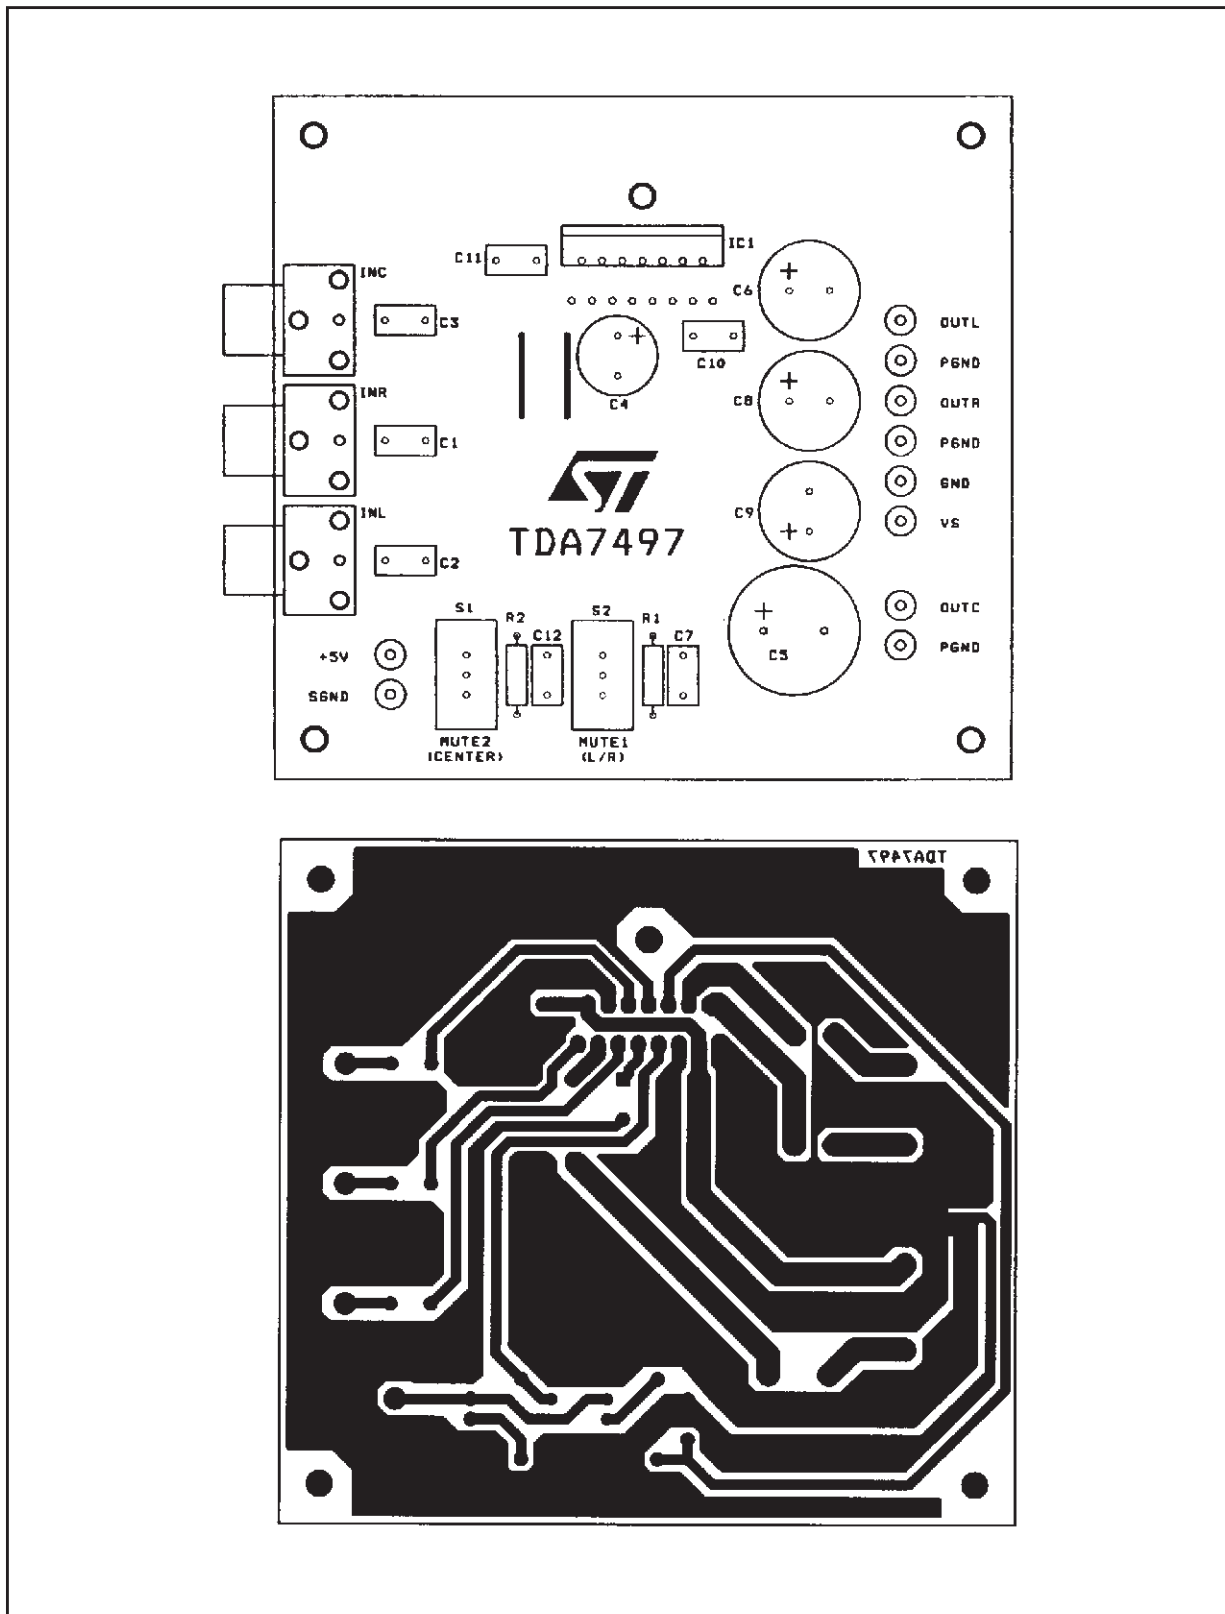 IC1
C11
INC
C6
C3
OUTL
C10
PGND
INR
C4
C8
OUTR
C1
PGND
ST
GND
INL
C9
VS
TDA7497
C2
S1
R2
S2
R1
OUTC
C12
C7
+5V
C5
PGND
SGND
MUTE2
(CENTER)
MUTE1
(L/R)
TDA7497